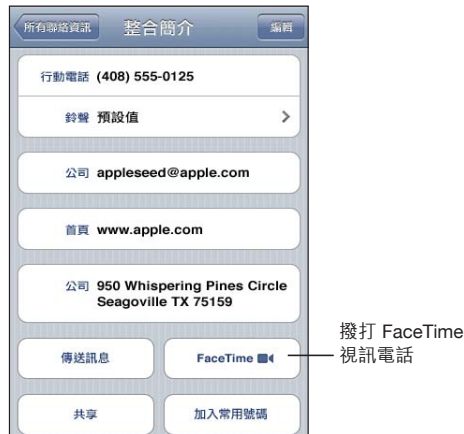 所有聯絡資訊 整合簡介 編輯
行動電話 (408) 555-0125
鈴聲 預設值
公司 appleseed@apple.com
首頁 www.apple.com
公司 950 Whispering Pines Circle
Seagoville TX 75159
傳送訊息 FaceTime
撥打 FaceTime
視訊電話
共享 加入常用號碼